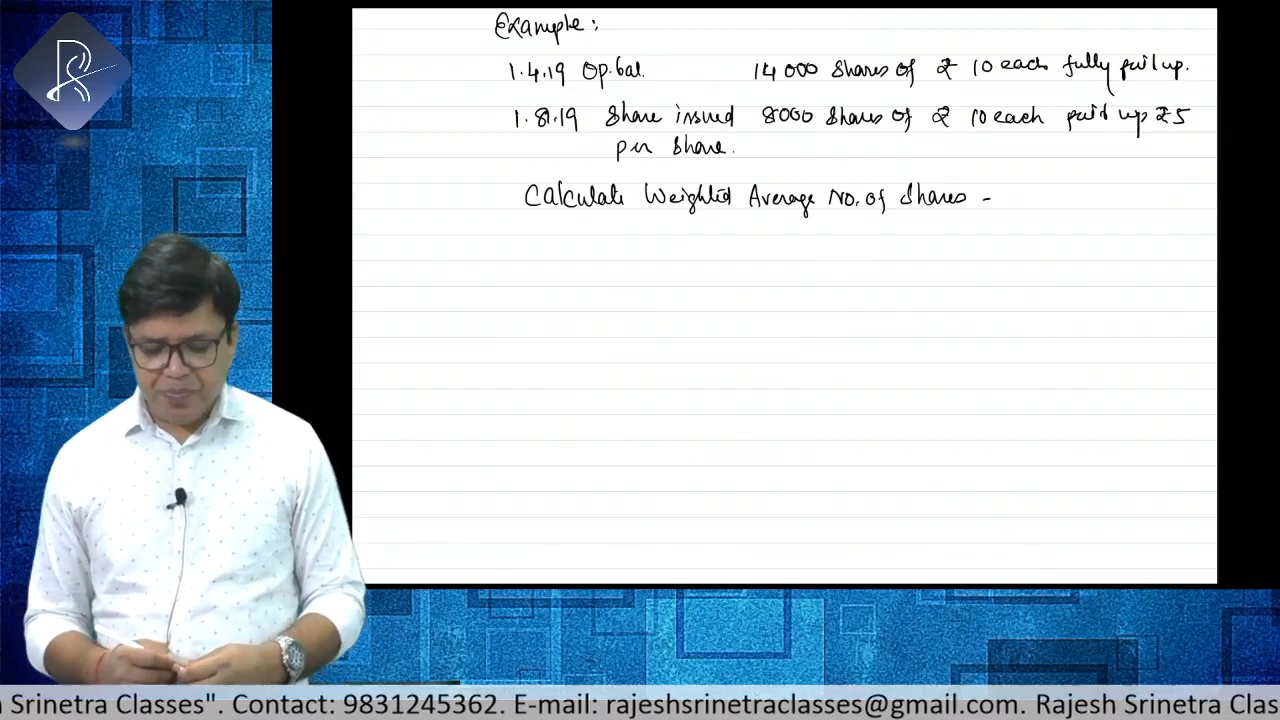 Example:
1.4.19 Op.bal. 14000 Shares of ₹ 10 each fully paid up.
1.8.19 Share issued 8000 Shares of ₹ 10 each paid up ₹5
per Share.
Calculate Weighted Average No. of Shares -
RS
n Srinetra Classes". Contact: 9831245362. E-mail: rajeshsrinetraclasses@gmail.com. Rajesh Srinetra Clas